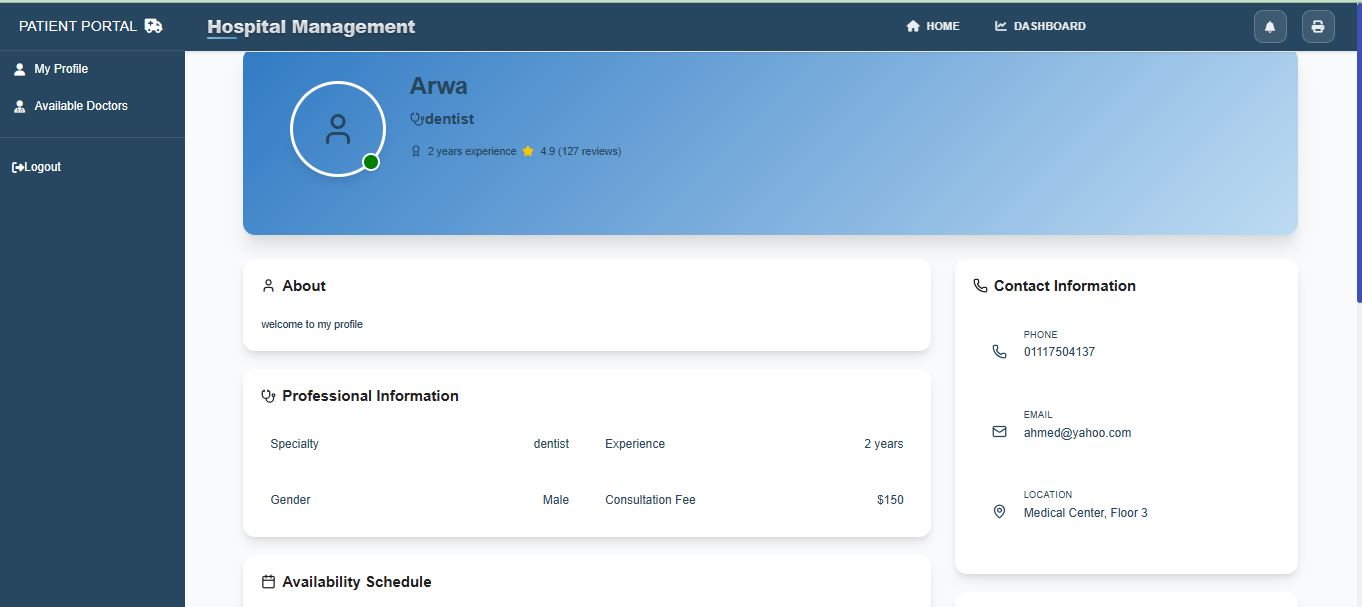 PATIENT PORTAL
Hospital Management
HOME
DASHBOARD
My Profile
Available Doctors
Logout
Arwa
dentist
2 years experience
4.9 (127 reviews)
About
welcome to my profile
Professional Information
Specialty
dentist
Experience
2 years
Gender
Male
Consultation Fee
$150
Availability Schedule
Contact Information
PHONE
01117504137
EMAIL
ahmed@yahoo.com
LOCATION
Medical Center, Floor 3